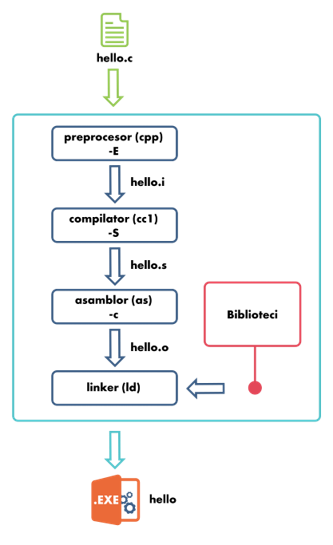 hello.c
preprocesor (cpp)
-E
hello.i
compilator (cc1)
-S
hello.s
asamblor (as)
-c
Biblioteci
hello.o
linker (ld)
.EXE
hello